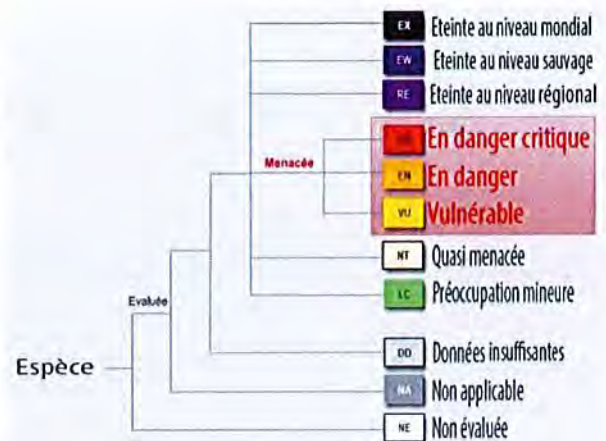 EX Eteinte au niveau mondial
EW Eteinte au niveau sauvage
RE Eteinte au niveau régional
En danger critique
Menacée
EN En danger
VU Vulnérable
NT Quasi menacée
LC Préoccupation mineure
Evaluée
DD Données insuffisantes
Espèce
NA Non applicable
NE Non évaluée